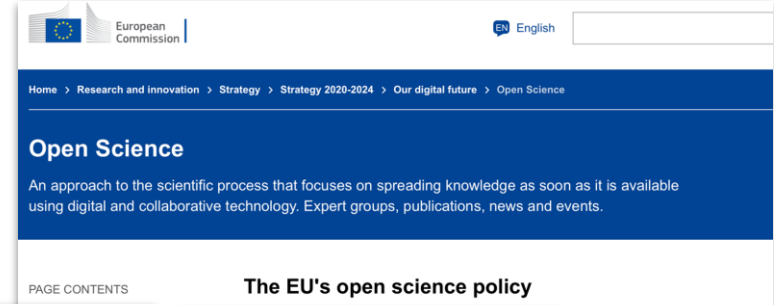 European
Commission
EN English
Home > Research and innovation > Strategy > Strategy 2020-2024 > Our digital future > Open Science
Open Science
An approach to the scientific process that focuses on spreading knowledge as soon as it is available
using digital and collaborative technology. Expert groups, publications, news and events.
PAGE CONTENTS
The EU's open science policy